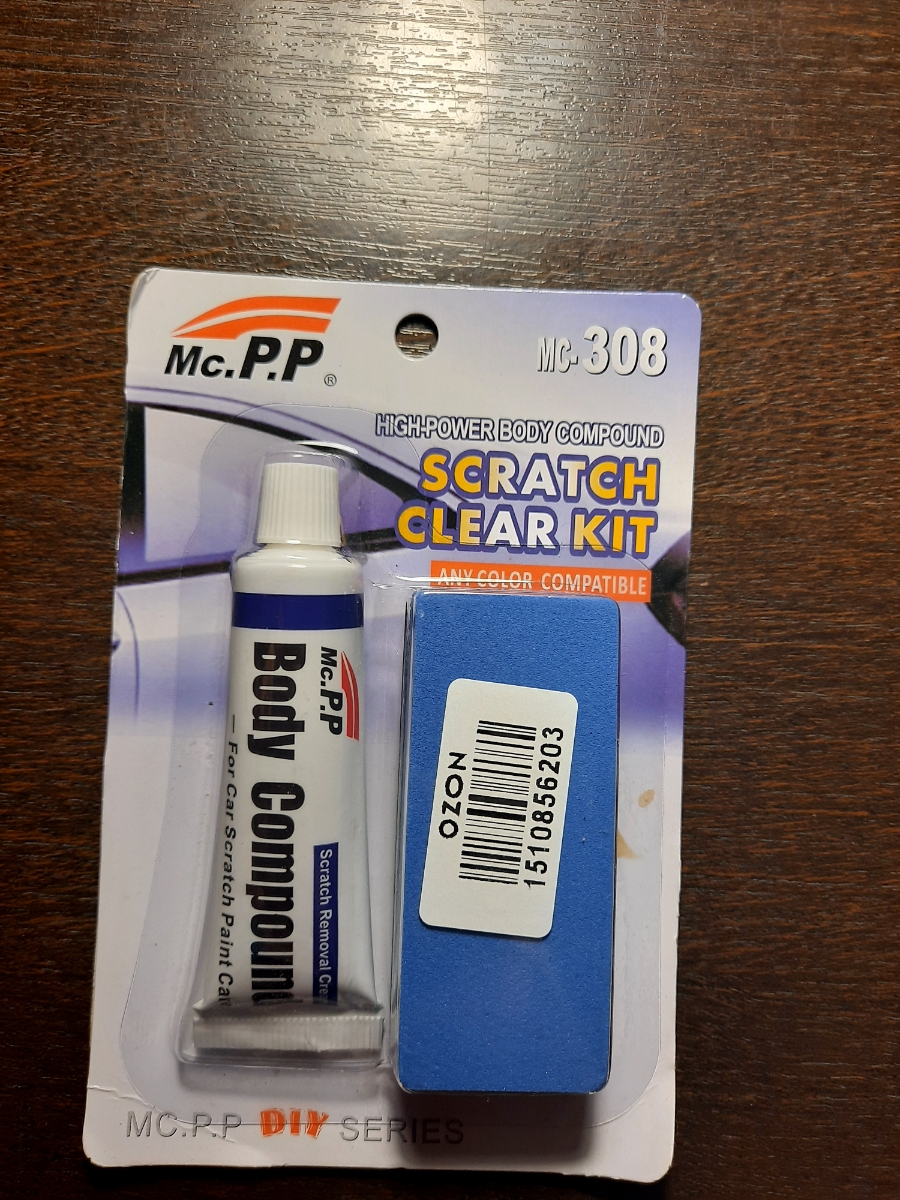 Mc.P.P ®
MC-308
HIGH-POWER BODY COMPOUND
SCRATCH
CLEAR KIT
ANY COLOR COMPATIBLE
Mc.P.P
Body Compound
— For Car Scratch Paint
Scratch Removal
OZON
1510856203
MC.P.P DIY SERIES